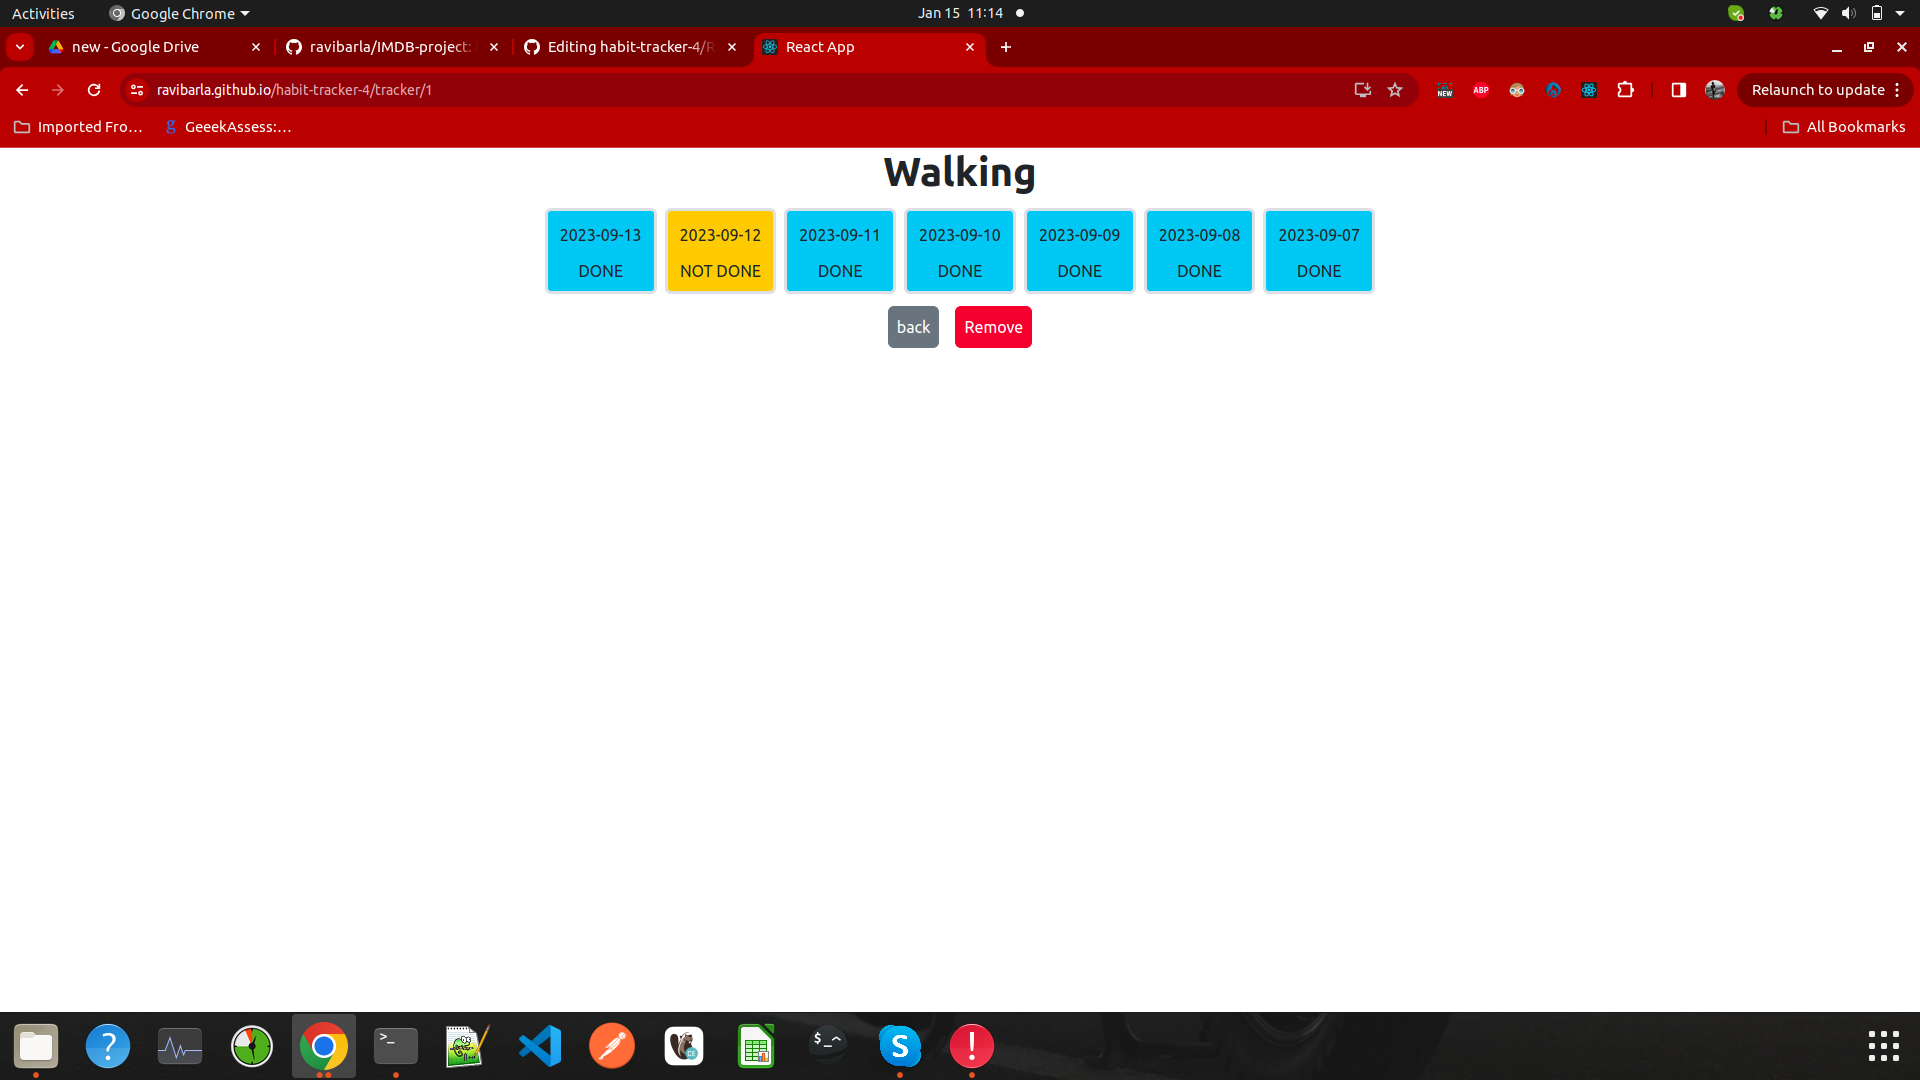 Activities Google Chrome Jan 15 11:14
new - Google Drive ravibarla/IMDB-project: Editing habit-tracker-4/R React App
ravibarla.github.io/habit-tracker-4/tracker/1 NEW ABP Relaunch to update
Imported Fro... g GeeekAssess:... All Bookmarks
Walking
2023-09-13 2023-09-12 2023-09-11 2023-09-10 2023-09-09 2023-09-08 2023-09-07
DONE NOT DONE DONE DONE DONE DONE DONE
back Remove
? >_ CE $_^ S !